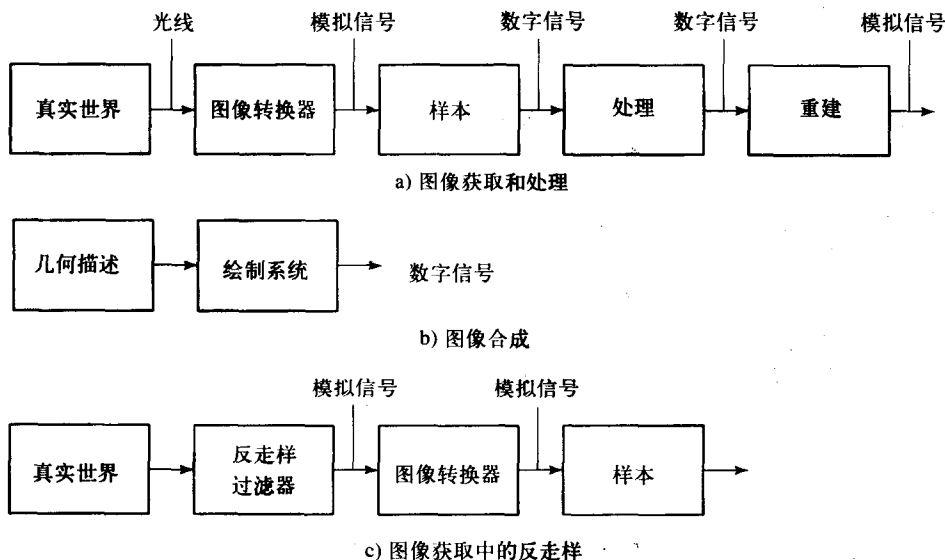 光线 模拟信号 数字信号 数字信号 模拟信号
真实世界 图像转换器 样本 处理 重建
a) 图像获取和处理
几何描述 绘制系统 数字信号
b) 图像合成
模拟信号 模拟信号
真实世界 反走样 图像转换器 样本
过滤器
c) 图像获取中的反走样